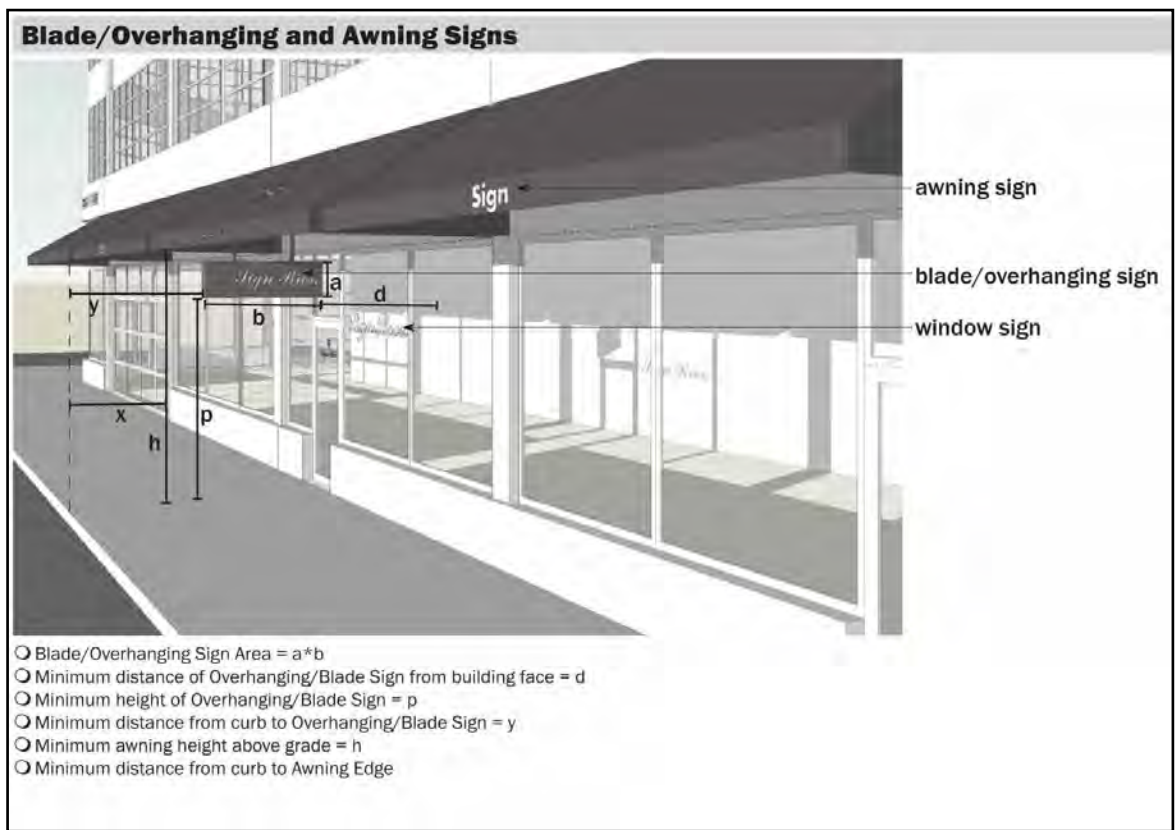 Blade/Overhanging and Awning Signs
Sign
awning sign
blade/overhanging sign
a
y
b
d
window sign
x
p
h
Blade/Overhanging Sign Area = a*b
Minimum distance of Overhanging/Blade Sign from building face = d
Minimum height of Overhanging/Blade Sign = p
Minimum distance from curb to Overhanging/Blade Sign = y
Minimum awning height above grade = h
Minimum distance from curb to Awning Edge